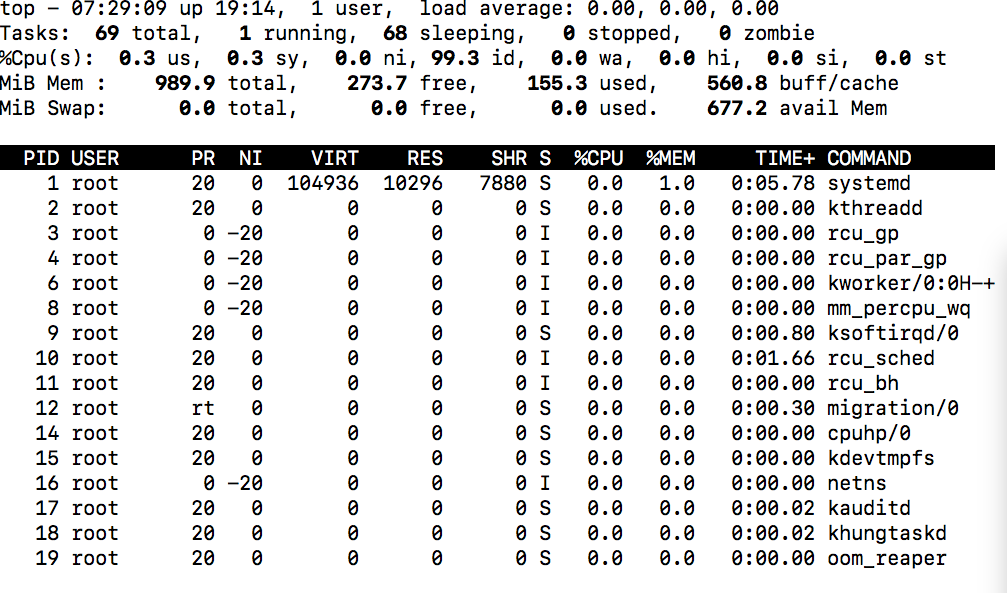 top - 07:29:09 up 19:14,  1 user,  load average: 0.00, 0.00, 0.00
Tasks:  69 total,   1 running,  68 sleeping,   0 stopped,   0 zombie
%Cpu(s):  0.3 us,  0.3 sy,  0.0 ni, 99.3 id,  0.0 wa,  0.0 hi,  0.0 si,  0.0 st
MiB Mem :    989.9 total,    273.7 free,    155.3 used,    560.8 buff/cache
MiB Swap:      0.0 total,      0.0 free,      0.0 used.    677.2 avail Mem
  PID USER      PR  NI    VIRT    RES    SHR S  %CPU  %MEM     TIME+ COMMAND
    1 root      20   0  104936  10296   7880 S   0.0   1.0   0:05.78 systemd
    2 root      20   0       0      0      0 S   0.0   0.0   0:00.00 kthreadd
    3 root       0 -20       0      0      0 I   0.0   0.0   0:00.00 rcu_gp
    4 root       0 -20       0      0      0 I   0.0   0.0   0:00.00 rcu_par_gp
    6 root       0 -20       0      0      0 I   0.0   0.0   0:00.00 kworker/0:0H-+
    8 root       0 -20       0      0      0 I   0.0   0.0   0:00.00 mm_percpu_wq
    9 root      20   0       0      0      0 S   0.0   0.0   0:00.80 ksoftirqd/0
   10 root      20   0       0      0      0 I   0.0   0.0   0:01.66 rcu_sched
   11 root      20   0       0      0      0 I   0.0   0.0   0:00.00 rcu_bh
   12 root      rt   0       0      0      0 S   0.0   0.0   0:00.30 migration/0
   14 root      20   0       0      0      0 S   0.0   0.0   0:00.00 cpuhp/0
   15 root      20   0       0      0      0 S   0.0   0.0   0:00.00 kdevtmpfs
   16 root       0 -20       0      0      0 I   0.0   0.0   0:00.00 netns
   17 root      20   0       0      0      0 S   0.0   0.0   0:00.02 kauditd
   18 root      20   0       0      0      0 S   0.0   0.0   0:00.02 khungtaskd
   19 root      20   0       0      0      0 S   0.0   0.0   0:00.00 oom_reaper